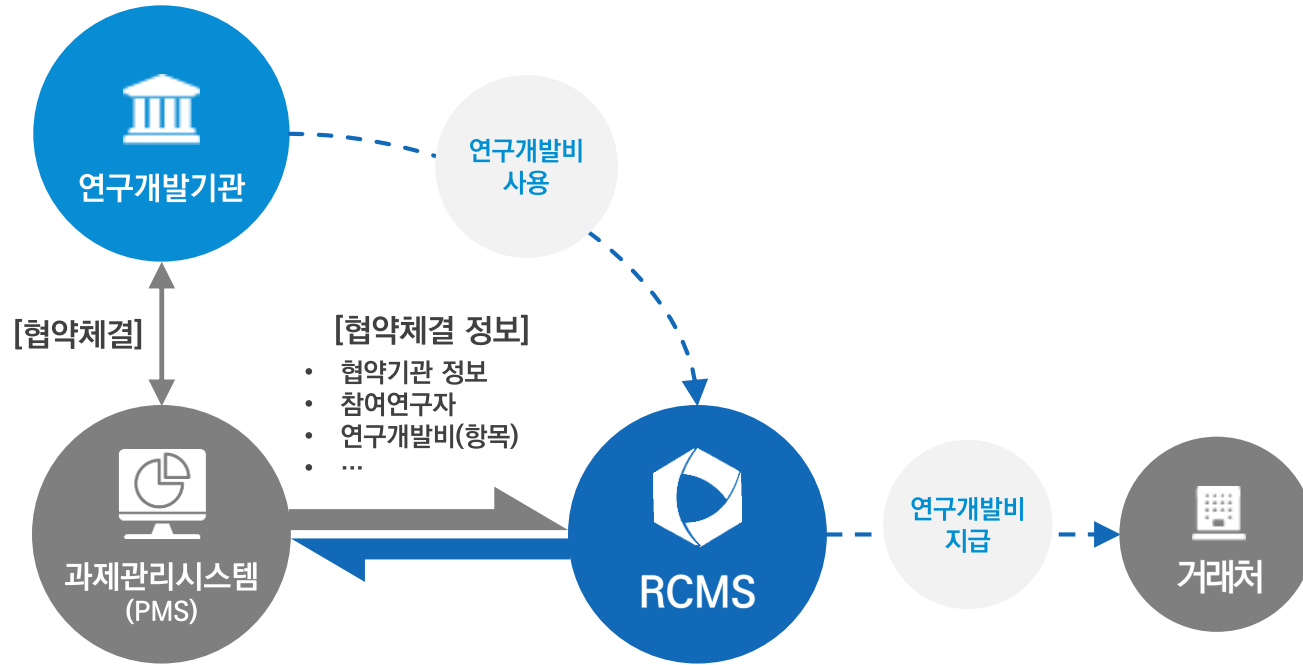 연구개발기관
연구개발비
사용
[협약체결]
[협약체결 정보]
• 협약기관 정보
• 참여연구자
• 연구개발비(항목)
• …
과제관리시스템
(PMS)
RCMS
연구개발비
지급
거래처